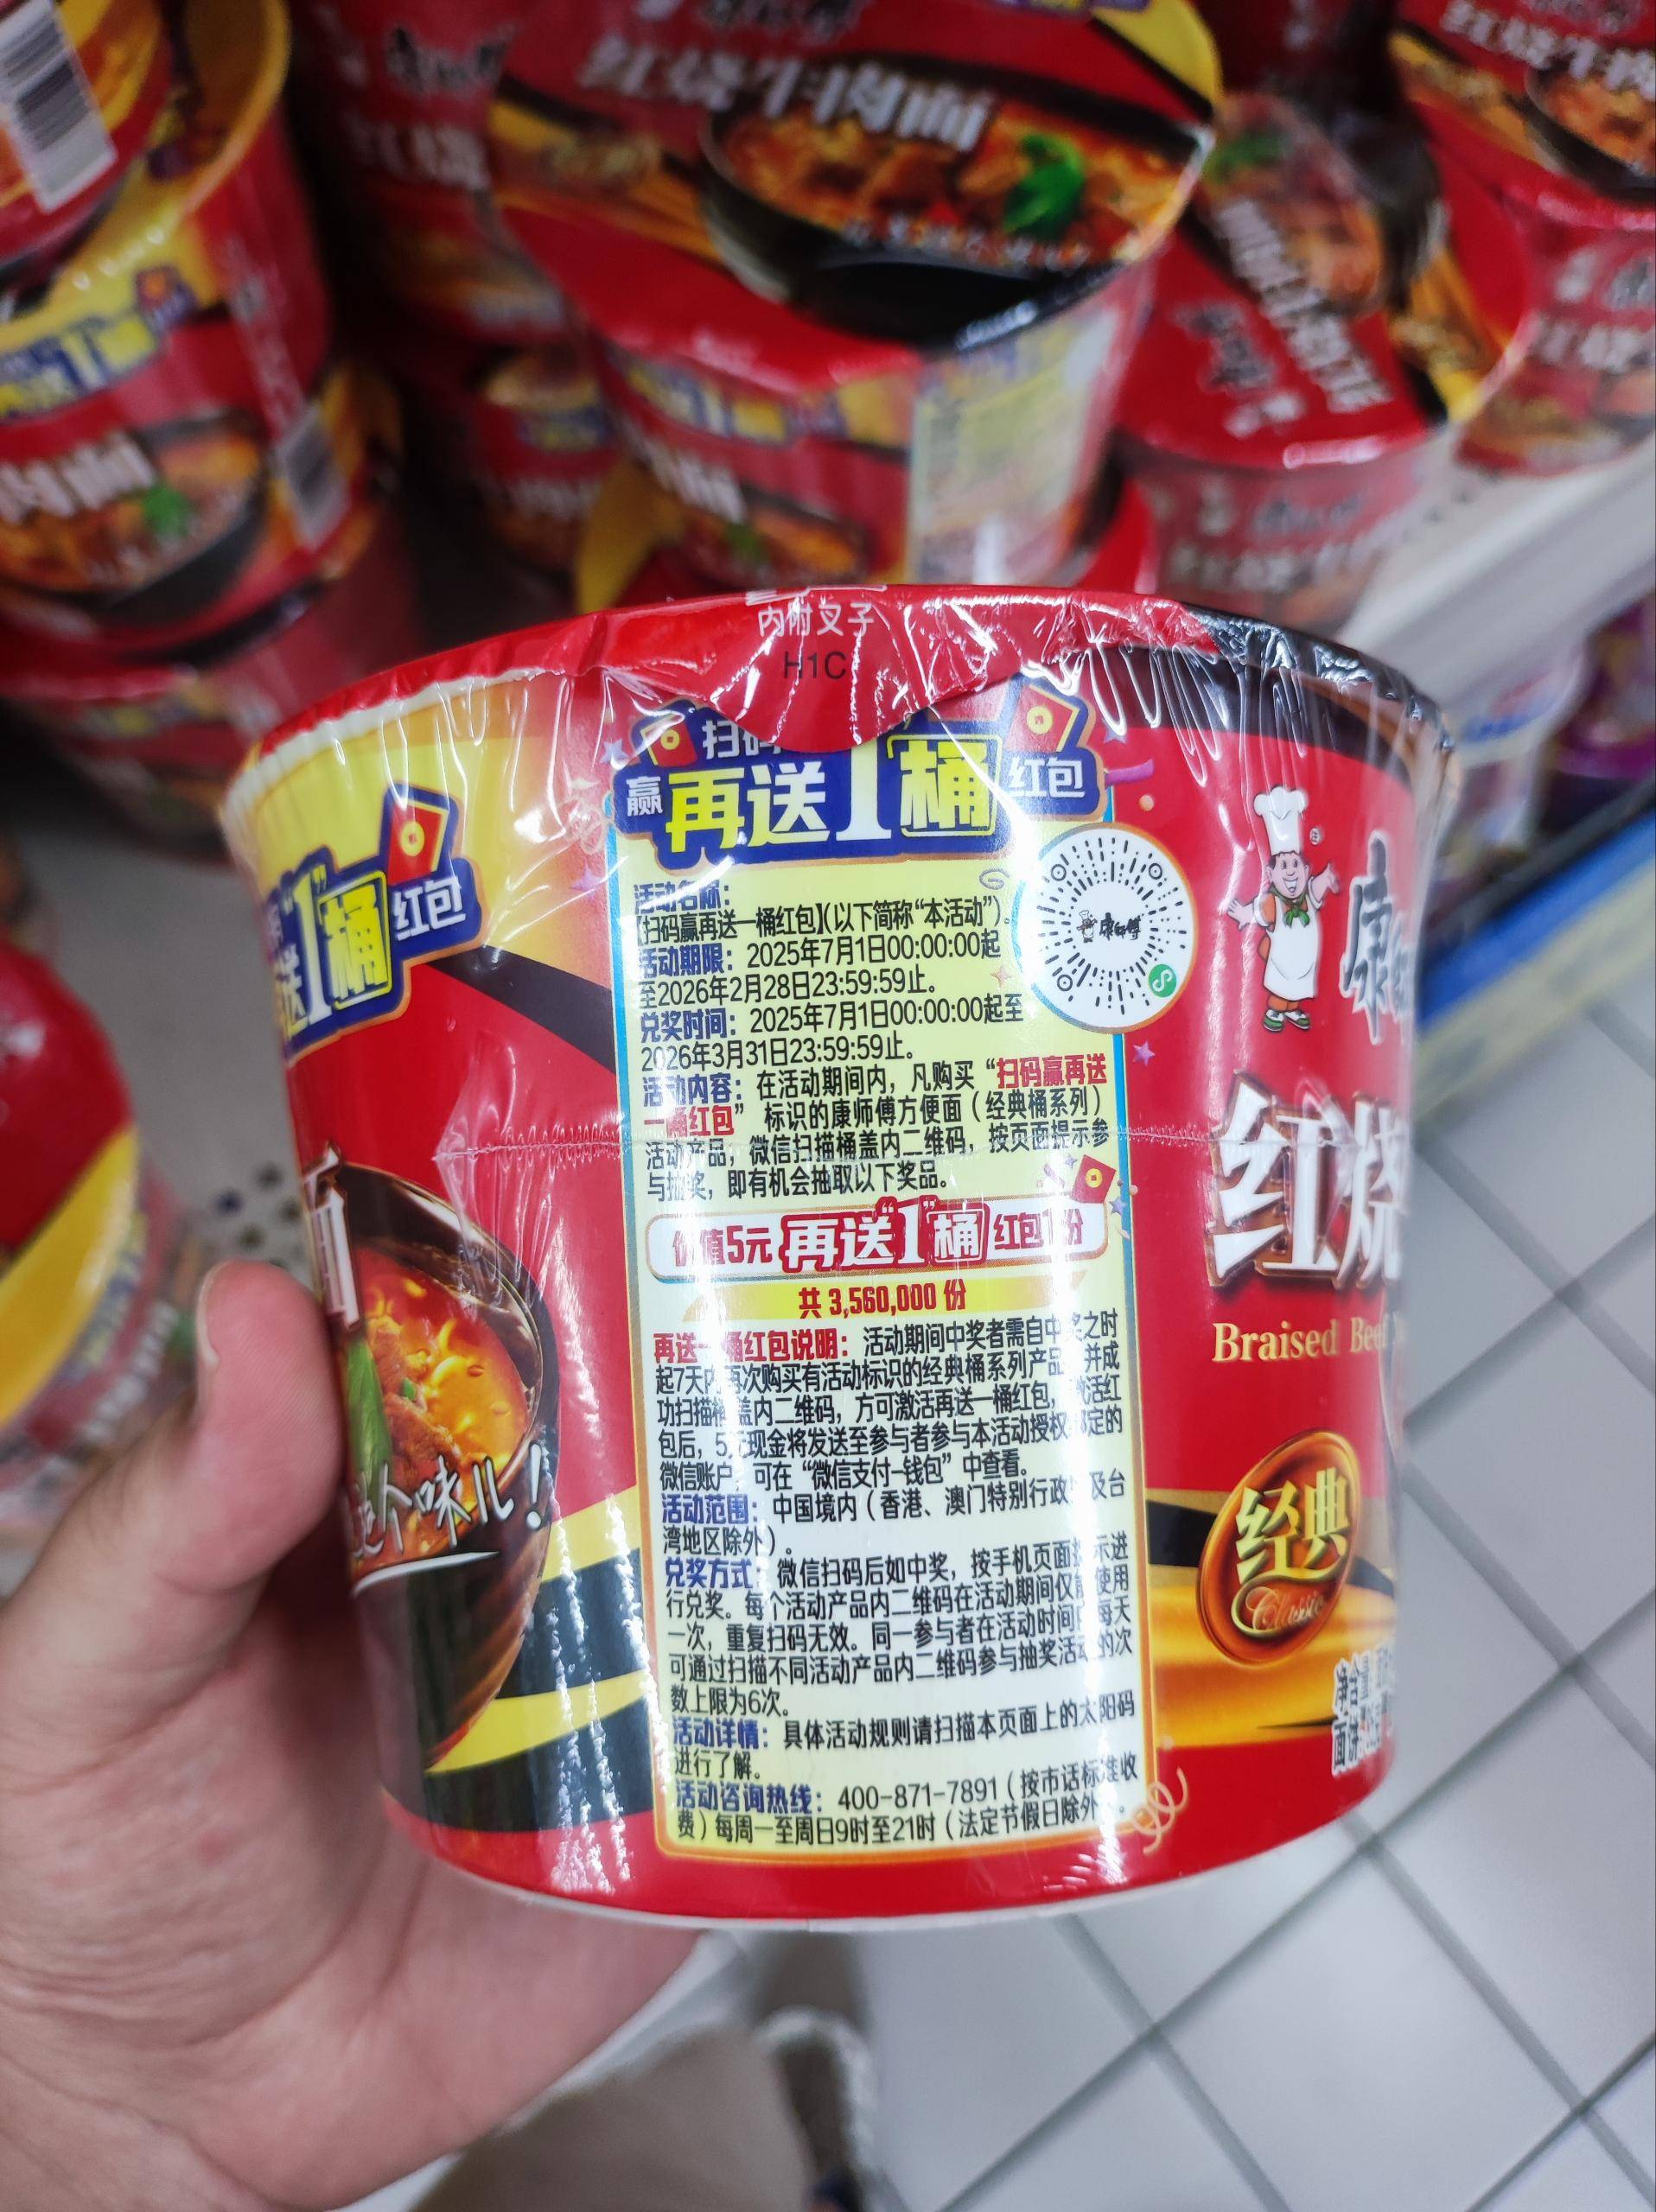 红烧牛肉面
内附叉子
H1C
扫码
赢再送1桶红包
活动名称：
【扫码赢再送一桶红包】（以下简称“本活动”）。
活动期限：2025年7月1日00:00:00起
至2026年2月28日23:59:59止。
兑奖时间：2025年7月1日00:00:00起至
2026年3月31日23:59:59止。
活动内容：在活动期间内，凡购买“扫码赢再送
一桶红包”标识的康师傅方便面（经典桶系列）
活动产品，微信扫描桶盖内二维码，按页面提示参
与抽奖，即有机会抽取以下奖品。
价值5元再送“1”桶红包1份
共3,560,000份
再送一桶红包说明：活动期间中奖者需自中奖之时
起7天内再次购买有活动标识的经典桶系列产品，并成
功扫描桶盖内二维码，方可激活再送一桶红包，激活红
包后，5元现金将发送至参与者参与本活动授权绑定的
微信账户，可在“微信支付-钱包”中查看。
活动范围：中国境内（香港、澳门特别行政区及台
湾地区除外）。
兑奖方式：微信扫码后如中奖，按手机页面提示进
行兑奖。每个活动产品内二维码在活动期间仅能使用
一次，重复扫码无效。同一参与者在活动时间内每天
可通过扫描不同活动产品内二维码参与抽奖活动的次
数上限为6次。
活动详情：具体活动规则请扫描本页面上的太阳码
进行了解。
活动咨询热线：400-871-7891（按市话标准收
费）每周一至周日9时至21时（法定节假日除外）。
康师傅
送“1”桶红包
面
这个味儿！
康
红烧
Braised Beef
经典
Classic
净含量
面饼